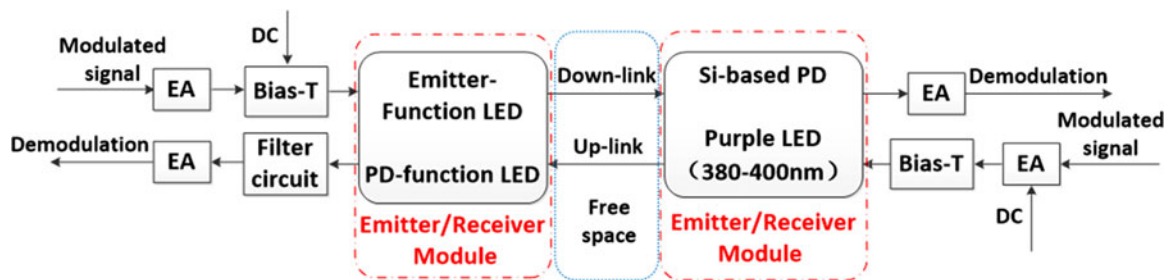 DC
Modulated
signal
EA
Bias-T
Demodulation
EA
Filter
circuit
Emitter-
Function LED
PD-function LED
Emitter/Receiver
Module
Down-link
Up-link
Free
space
Si-based PD
Purple LED
（380-400nm）
Emitter/Receiver
Module
EA
Demodulation
Modulated
signal
Bias-T
EA
DC